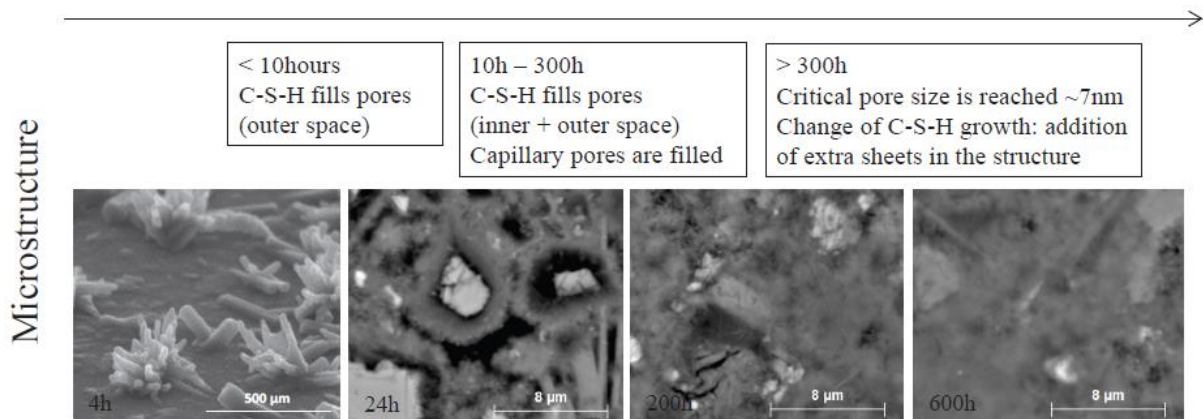 Microstructure
< 10hours
C-S-H fills pores
(outer space)
10h – 300h
C-S-H fills pores
(inner + outer space)
Capillary pores are filled
> 300h
Critical pore size is reached ~7nm
Change of C-S-H growth: addition
of extra sheets in the structure
4h
500 μm
24h
8 μm
200h
8 μm
600h
8 μm